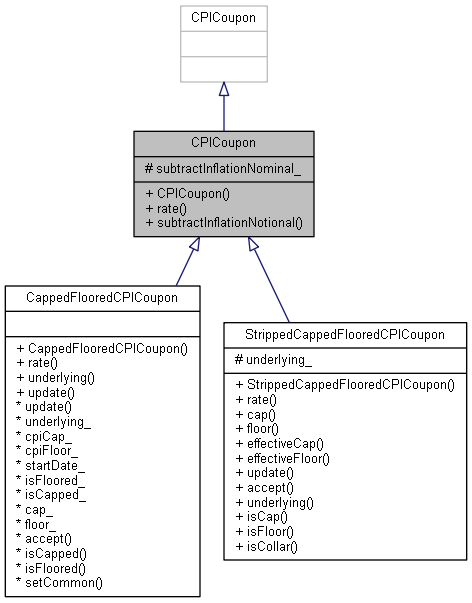 CPICoupon
CPICoupon
# subtractInflationNominal_
+ CPICoupon()
+ rate()
+ subtractInflationNotional()
CappedFlooredCPICoupon
+ CappedFlooredCPICoupon()
+ rate()
+ underlying()
+ update()
* update()
* underlying_
* cpiCap_
* cpiFloor_
* startDate_
* isFloored_
* isCapped_
* cap_
* floor_
* accept()
* isCapped()
* isFloored()
* setCommon()
StrippedCappedFlooredCPICoupon
# underlying_
+ StrippedCappedFlooredCPICoupon()
+ rate()
+ cap()
+ floor()
+ effectiveCap()
+ effectiveFloor()
+ update()
+ accept()
+ underlying()
+ isCap()
+ isFloor()
+ isCollar()